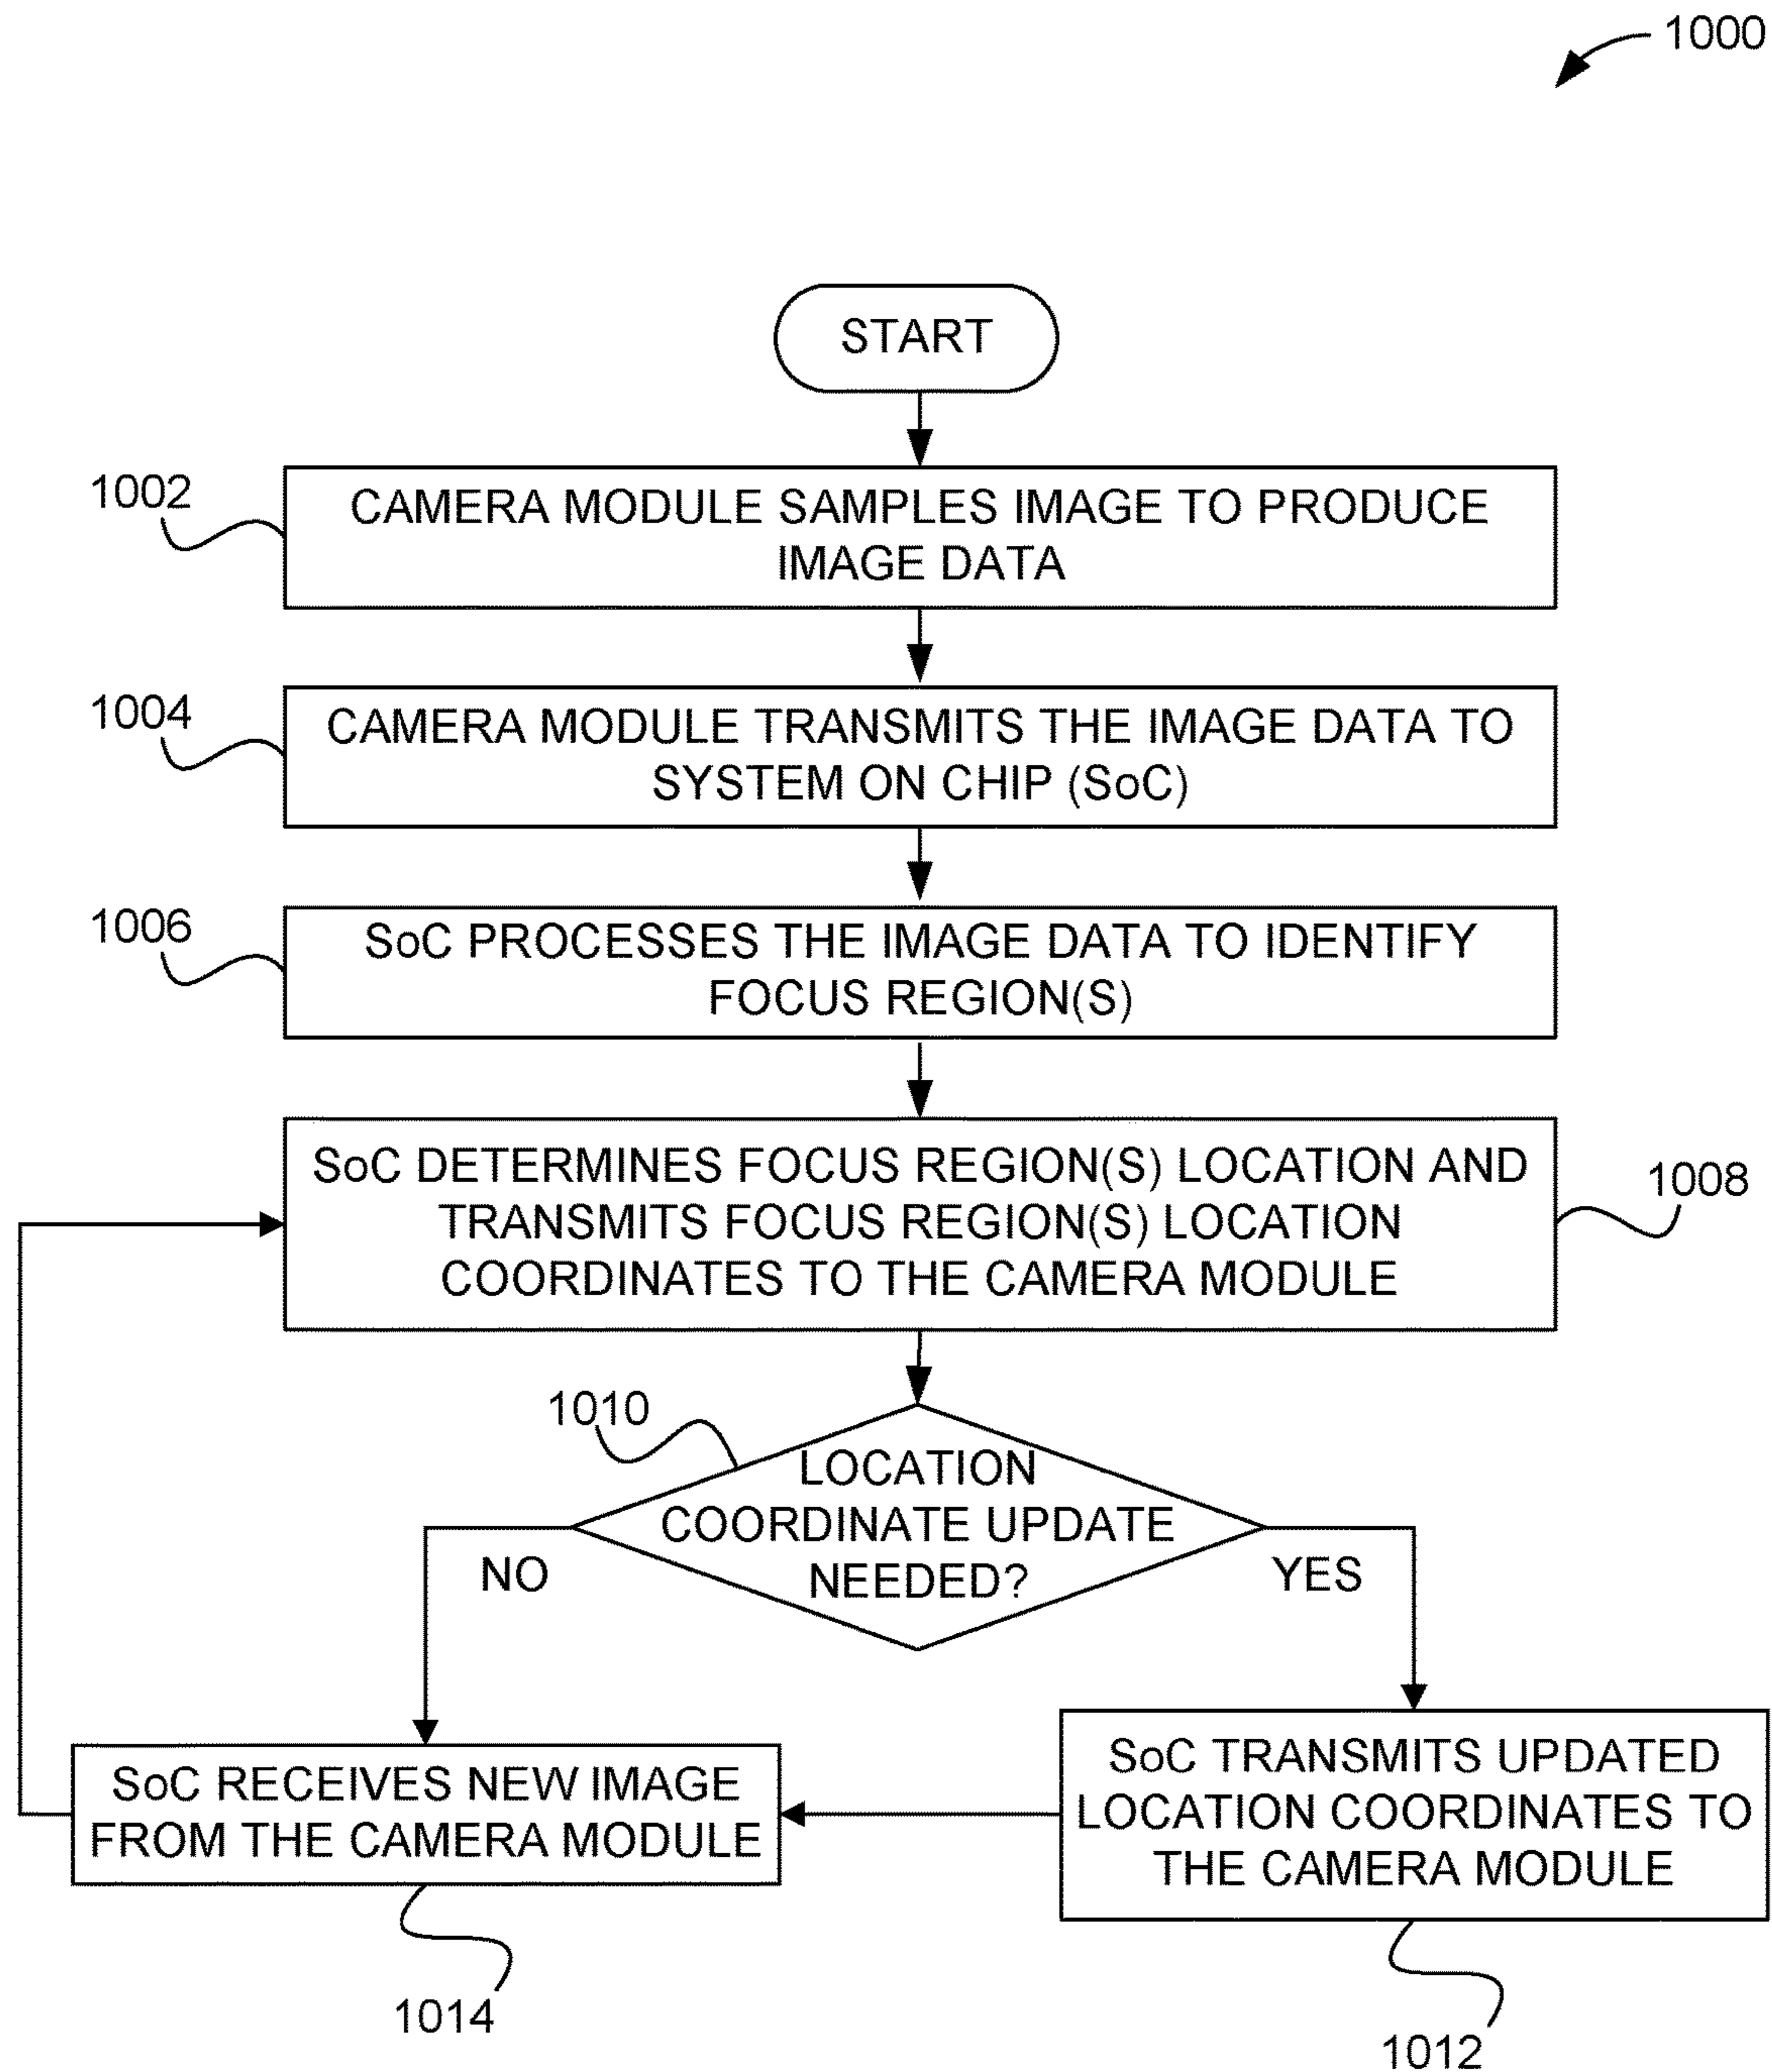 1000
START
1002
CAMERA MODULE SAMPLES IMAGE TO PRODUCE
IMAGE DATA
1004
CAMERA MODULE TRANSMITS THE IMAGE DATA TO
SYSTEM ON CHIP (SoC)
1006
SoC PROCESSES THE IMAGE DATA TO IDENTIFY
FOCUS REGION(S)
SoC DETERMINES FOCUS REGION(S) LOCATION AND
TRANSMITS FOCUS REGION(S) LOCATION
COORDINATES TO THE CAMERA MODULE
1008
1010
LOCATION
COORDINATE UPDATE
NEEDED?
NO
YES
SoC RECEIVES NEW IMAGE
FROM THE CAMERA MODULE
SoC TRANSMITS UPDATED
LOCATION COORDINATES TO
THE CAMERA MODULE
1014
1012